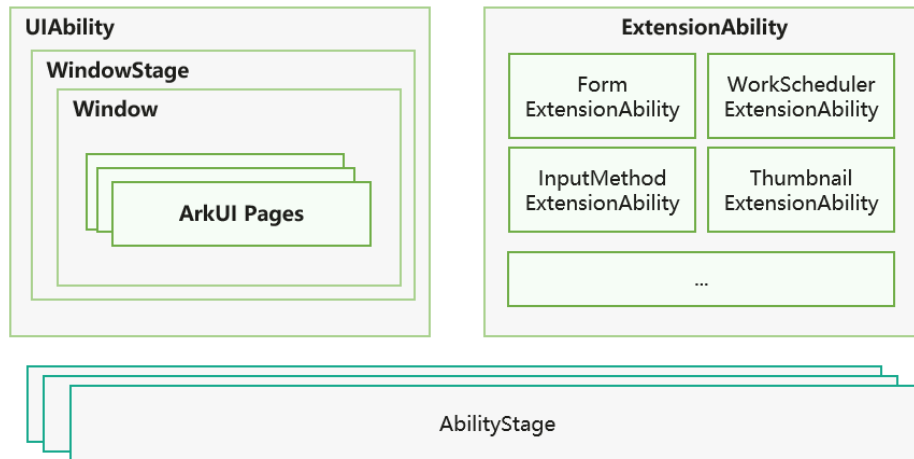 UIAbility
WindowStage
Window
ArkUI Pages
ExtensionAbility
Form
ExtensionAbility
WorkScheduler
ExtensionAbility
InputMethod
ExtensionAbility
Thumbnail
ExtensionAbility
...
AbilityStage